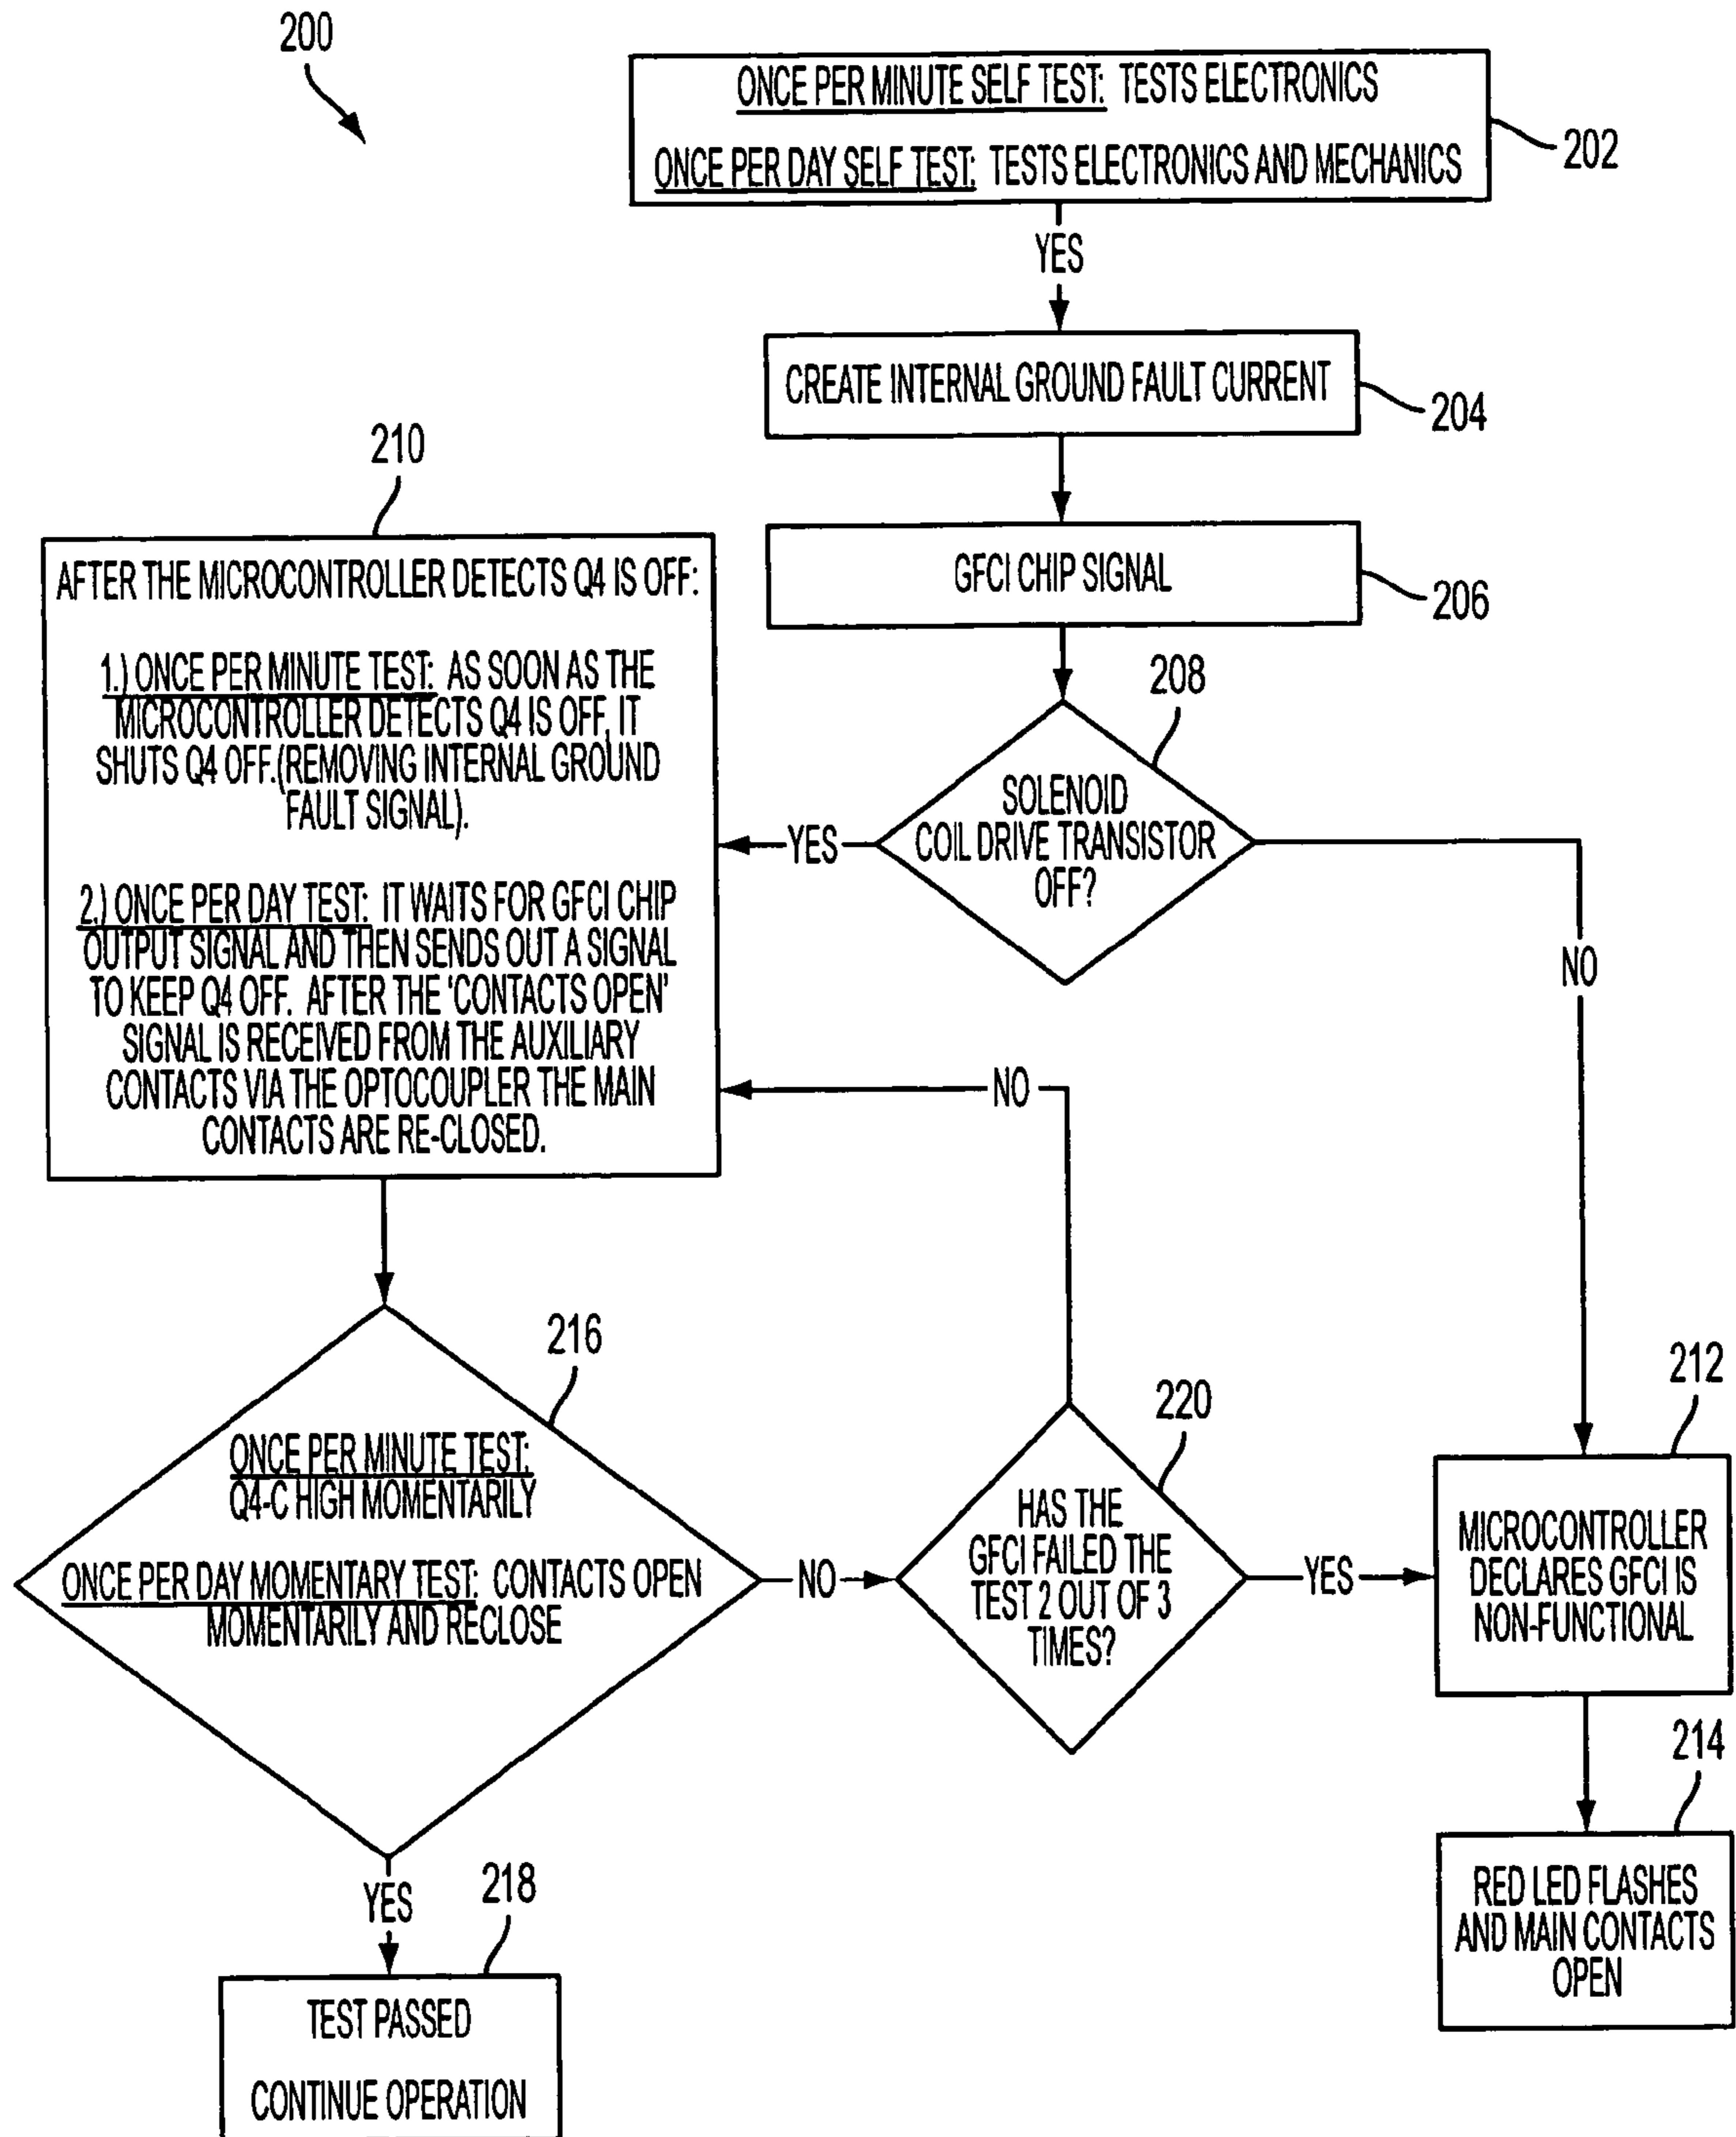 200
ONCE PER MINUTE SELF TEST: TESTS ELECTRONICS
ONCE PER DAY SELF TEST: TESTS ELECTRONICS AND MECHANICS
202
YES
CREATE INTERNAL GROUND FAULT CURRENT
204
GFCI CHIP SIGNAL
206
208
SOLENOID
COIL DRIVE TRANSISTOR
OFF?
YES
NO
210
AFTER THE MICROCONTROLLER DETECTS Q4 IS OFF:
1.) ONCE PER MINUTE TEST: AS SOON AS THE
MICROCONTROLLER DETECTS Q4 IS OFF, IT
SHUTS Q4 OFF.(REMOVING INTERNAL GROUND
FAULT SIGNAL).
2.) ONCE PER DAY TEST: IT WAITS FOR GFCI CHIP
OUTPUT SIGNAL AND THEN SENDS OUT A SIGNAL
TO KEEP Q4 OFF. AFTER THE 'CONTACTS OPEN'
SIGNAL IS RECEIVED FROM THE AUXILIARY
CONTACTS VIA THE OPTOCOUPLER THE MAIN
CONTACTS ARE RE-CLOSED.
NO
216
ONCE PER MINUTE TEST:
Q4-C HIGH MOMENTARILY
ONCE PER DAY MOMENTARY TEST: CONTACTS OPEN
MOMENTARILY AND RECLOSE
NO
220
HAS THE
GFCI FAILED THE
TEST 2 OUT OF 3
TIMES?
YES
212
MICROCONTROLLER
DECLARES GFCI IS
NON-FUNCTIONAL
214
RED LED FLASHES
AND MAIN CONTACTS
OPEN
YES
218
TEST PASSED
CONTINUE OPERATION